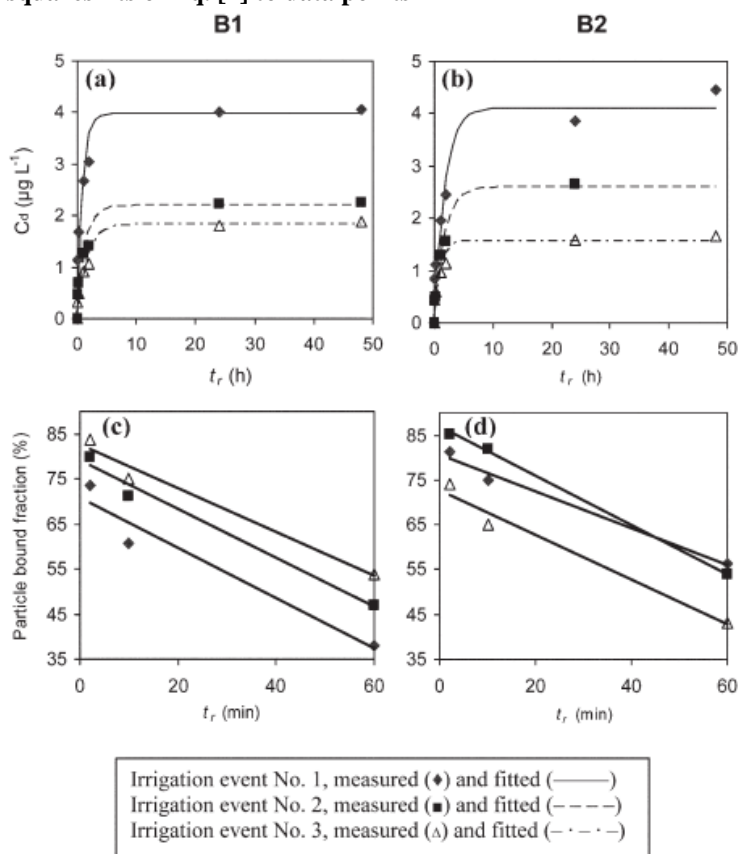 B1 B2
(a) (b)
5 5
4 4
3 3
2 2
1 1
0 0
Cd (µg L-1)
0 10 20 30 40 50 0 10 20 30 40 50
tr (h) tr (h)
(c) (d)
85 85
75 75
65 65
55 55
45 45
35 35
Particle bound fraction (%)
0 20 40 60 0 20 40 60
tr (min) tr (min)
Irrigation event No. 1, measured (♦) and fitted (———)
Irrigation event No. 2, measured (■) and fitted (– – – –)
Irrigation event No. 3, measured (△) and fitted (– · – · –)